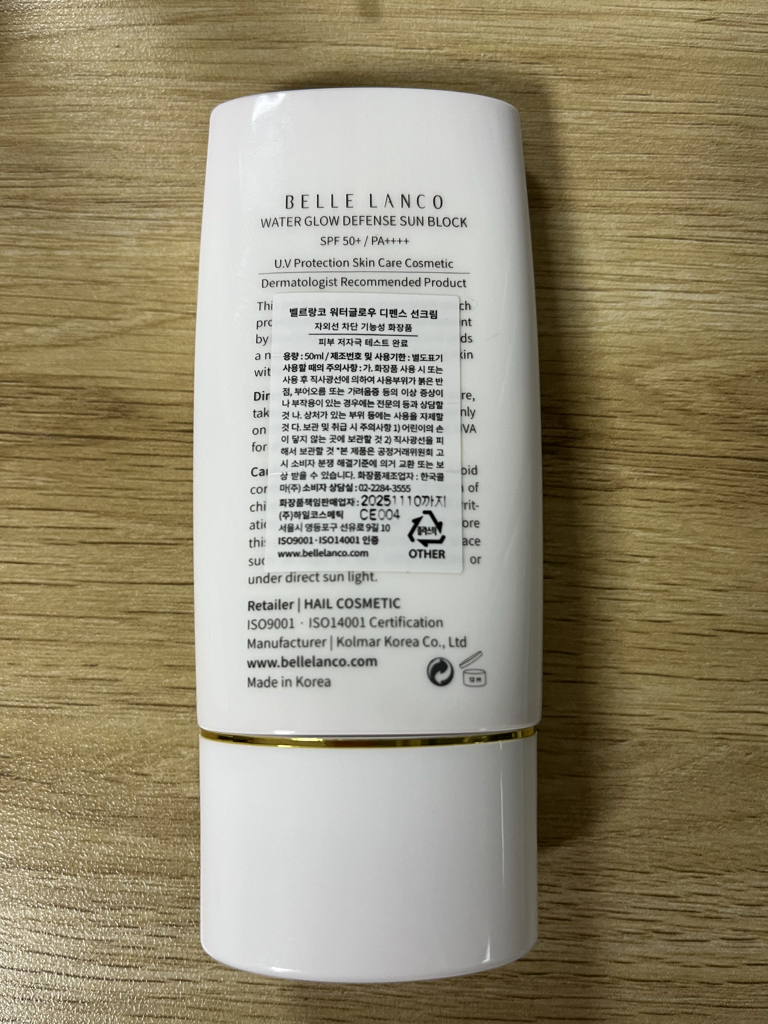 BELLE LANCO
WATER GLOW DEFENSE SUN BLOCK
SPF 50+ / PA++++
U.V Protection Skin Care Cosmetic
Dermatologist Recommended Product
벨르랑코 워터글로우 디펜스 선크림
자외선 차단 기능성 화장품
피부 저자극 테스트 완료
용량 : 50ml / 제조번호 및 사용기한 : 별도표기
사용할 때의 주의사항 : 가. 화장품 사용 시 또는
사용 후 직사광선에 의하여 사용부위가 붉은 반
점, 부어오름 또는 가려움증 등의 이상 증상이
나 부작용이 있는 경우에는 전문의 등과 상담할
것 나. 상처가 있는 부위 등에는 사용을 자제할
것 다. 보관 및 취급 시 주의사항 1) 어린이의 손
이 닿지 않는 곳에 보관할 것 2) 직사광선을 피
해서 보관할 것 *본 제품은 공정거래위원회 고
시 소비자 분쟁 해결기준에 의거 교환 또는 보
상 받을 수 있습니다. 화장품제조업자 : 한국콜
마(주) 소비자 상담실 : 02-2284-3555
화장품책임판매업자 : 20251110까지
(주)하일코스메틱 CE004
서울시 영등포구 선유로9길 10
ISO9001 · ISO14001 인증
www.bellelanco.com
플라스틱
OTHER
under direct sun light.
Retailer | HAIL COSMETIC
ISO9001 · ISO14001 Certification
Manufacturer | Kolmar Korea Co., Ltd
www.bellelanco.com
Made in Korea
12 M